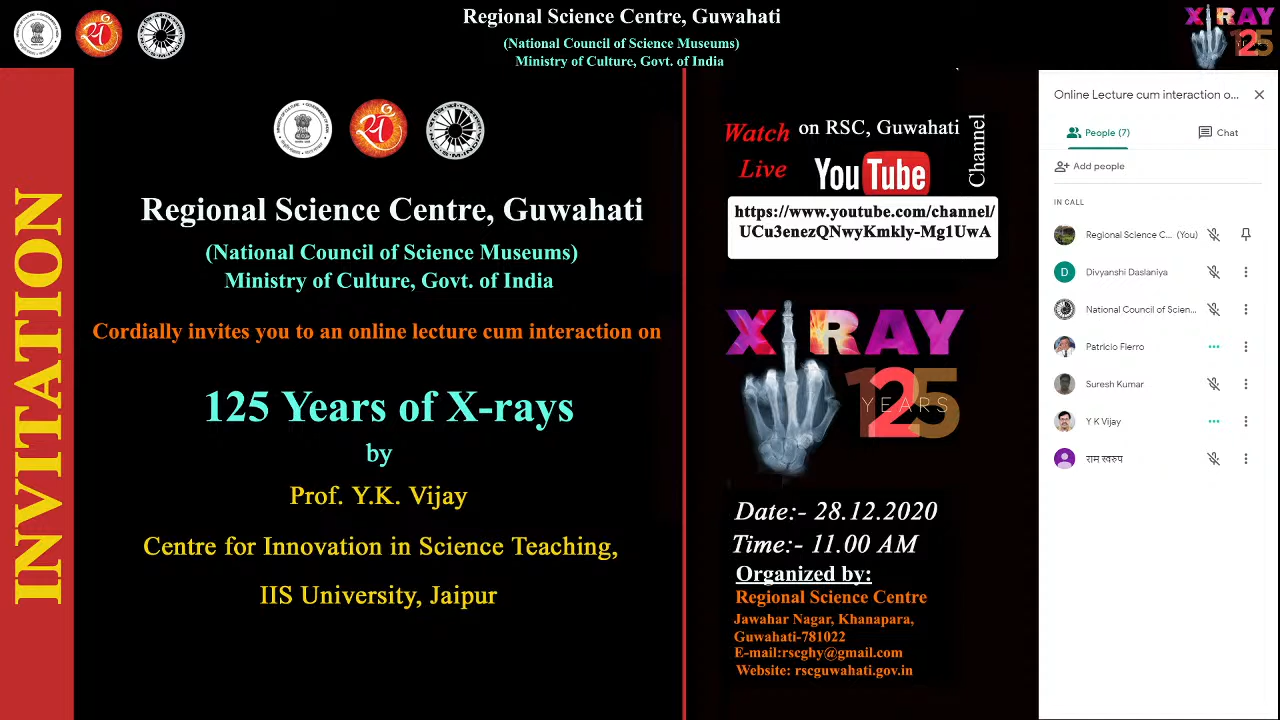 Regional Science Centre, Guwahati
(National Council of Science Museums)
Ministry of Culture, Govt. of India
X RAY
125
YEARS
INVITATION
Regional Science Centre, Guwahati
(National Council of Science Museums)
Ministry of Culture, Govt. of India
Cordially invites you to an online lecture cum interaction on
125 Years of X-rays
by
Prof. Y.K. Vijay
Centre for Innovation in Science Teaching,
IIS University, Jaipur
Watch Live on RSC, Guwahati
YouTube
Channel
https://www.youtube.com/channel/
UCu3enezQNwyKmkly-Mg1UwA
X RAY
125
YEARS
Date:- 28.12.2020
Time:- 11.00 AM
Organized by:
Regional Science Centre
Jawahar Nagar, Khanapara,
Guwahati-781022
E-mail:rscghy@gmail.com
Website: rscguwahati.gov.in
Online Lecture cum interaction o...
People (7)
Chat
Add people
IN CALL
Regional Science C... (You)
D
Divyanshi Daslaniya
National Council of Scien...
Patricio Fierro
Suresh Kumar
Y K Vijay
राम स्वरुप